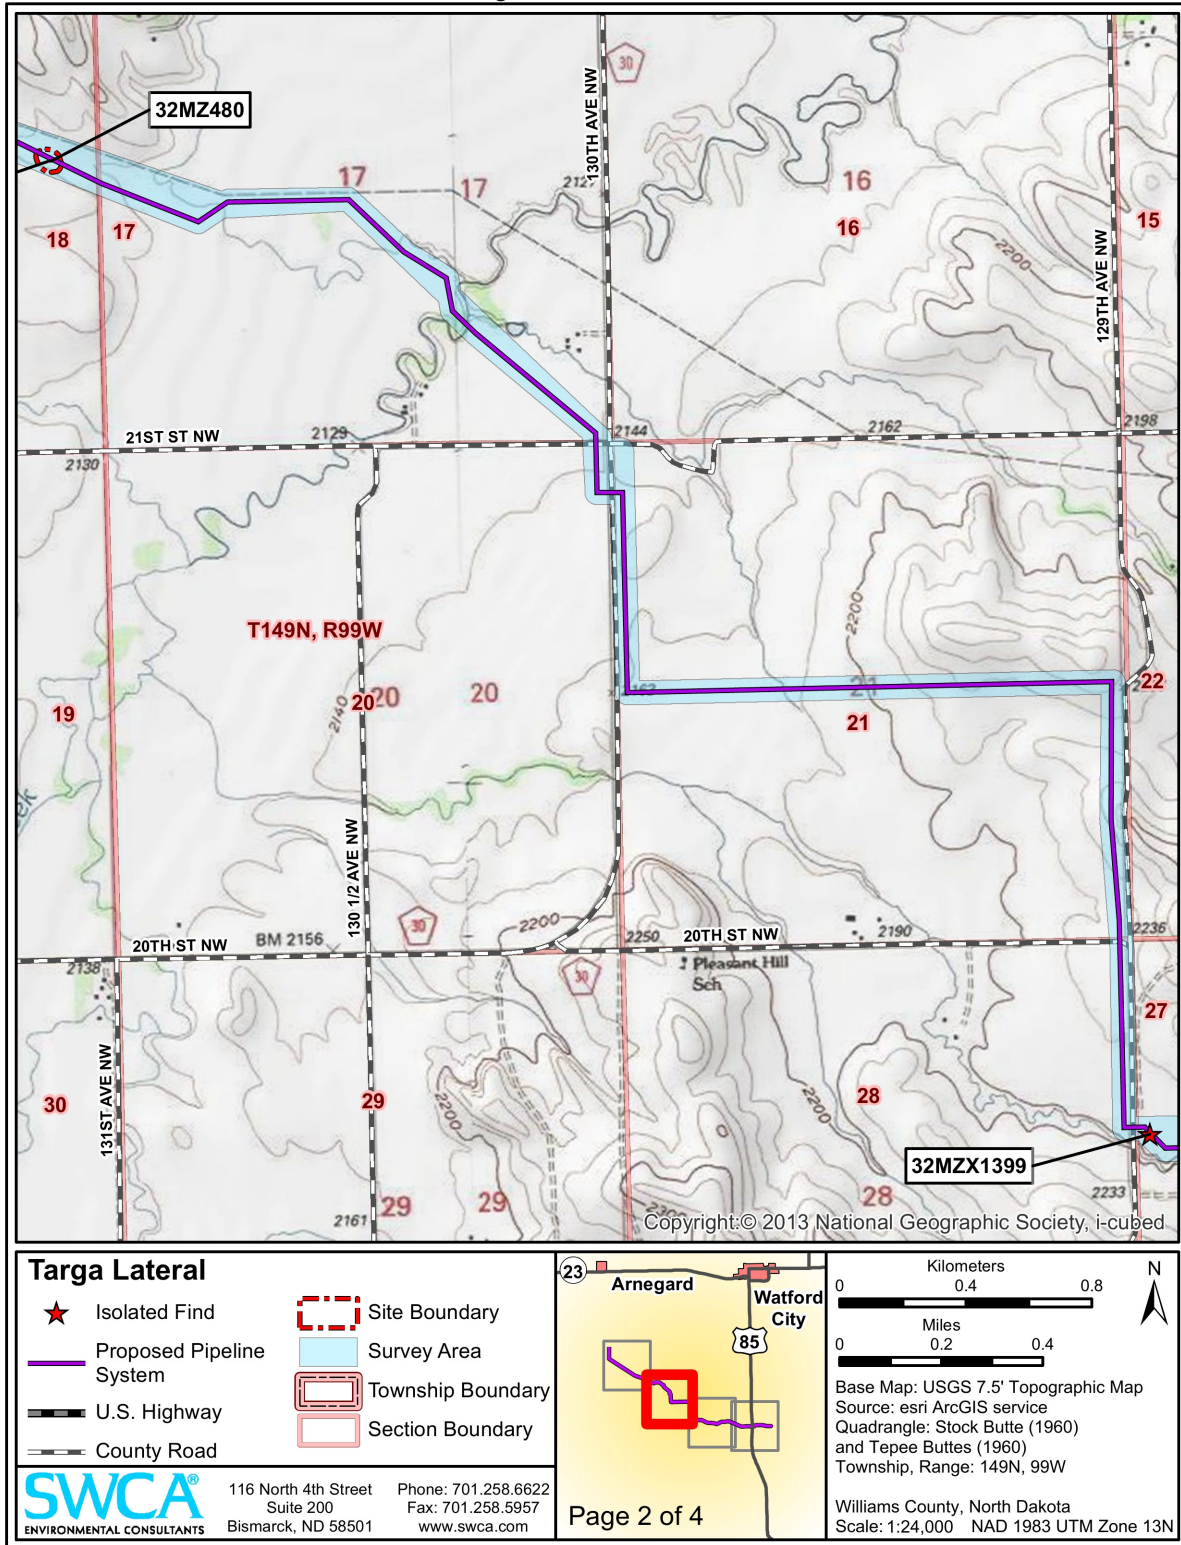 32MZ480
130TH AVE NW
30
129TH AVE NW
17
17
2127
16
16
15
18
17
2200
21ST ST NW
2129
2130
2144
2162
2198
T149N, R99W
2200
19
20
20
20
2140
21
21
22
130 1/2 AVE NW
30
2200
20TH ST NW
BM 2156
2138
2250
20TH ST NW
2190
2236
Pleasant Hill
Sch
30
27
131ST AVE NW
30
29
2200
2200
28
32MZX1399
29
29
28
2161
2233
2300
Copyright:© 2013 National Geographic Society, i-cubed
Targa Lateral
Isolated Find
Proposed Pipeline
System
U.S. Highway
County Road
Site Boundary
Survey Area
Township Boundary
Section Boundary
SWCA®
ENVIRONMENTAL CONSULTANTS
116 North 4th Street
Suite 200
Bismarck, ND 58501
Phone: 701.258.6622
Fax: 701.258.5957
www.swca.com
23
Arnegard
Watford
City
85
Page 2 of 4
Kilometers
0 0.4 0.8
Miles
0 0.2 0.4
N
Base Map: USGS 7.5' Topographic Map
Source: esri ArcGIS service
Quadrangle: Stock Butte (1960)
and Tepee Buttes (1960)
Township, Range: 149N, 99W
Williams County, North Dakota
Scale: 1:24,000 NAD 1983 UTM Zone 13N